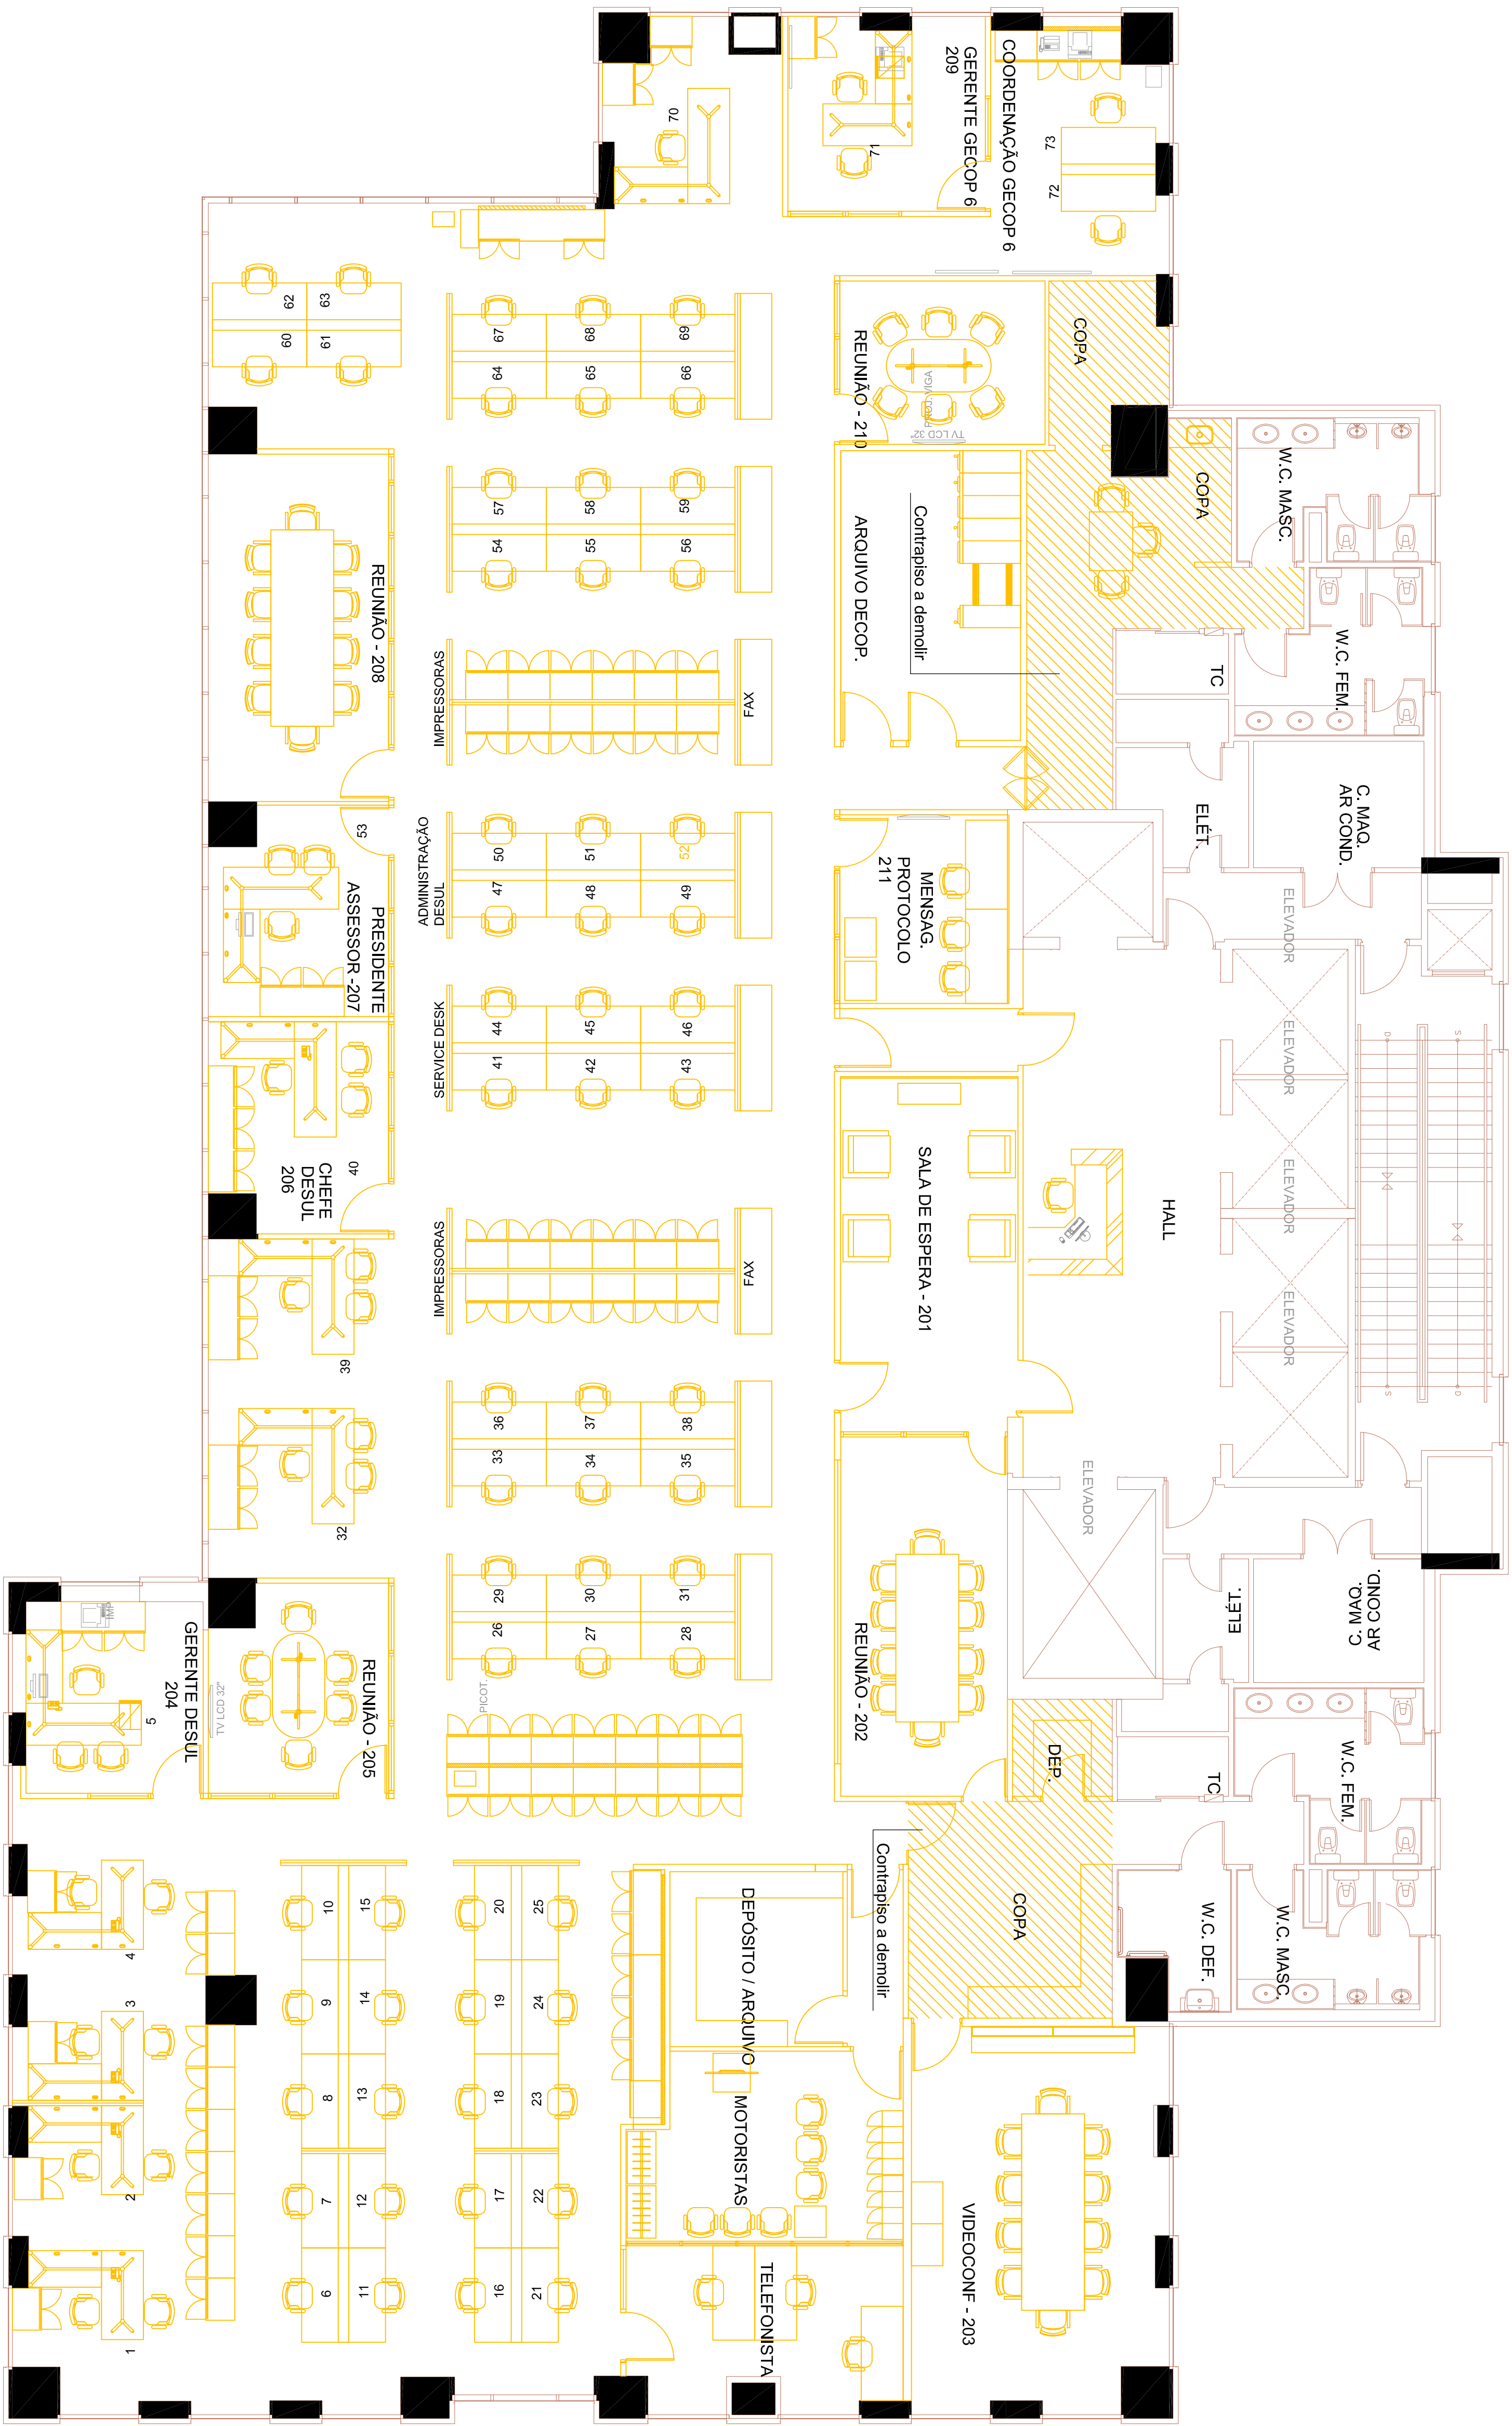 COORDENAÇÃO GECOP 6
GERENTE GECOP 6
209
70
71
73
72
COPA
REUNIÃO - 210
PROJ. VIGA
TV LCD 32"
62
63
60
61
67
68
69
64
65
66
57
58
59
54
55
56
COPA
W.C. MASC.
W.C. FEM.
TC
Contrapiso a demolir
ARQUIVO DECOP.
REUNIÃO - 208
IMPRESSORAS
FAX
C. MAQ.
AR COND.
ELÉT.
53
PRESIDENTE
ASSESSOR -207
ADMINISTRAÇÃO
DESUL
50
51
52
47
48
49
MENSAG.
PROTOCOLO
211
ELEVADOR
ELEVADOR
ELEVADOR
ELEVADOR
ELEVADOR
S
D
S
D
SERVICE DESK
44
45
46
41
42
43
40
CHEFE
DESUL
206
SALA DE ESPERA - 201
HALL
IMPRESSORAS
FAX
39
32
36
37
38
33
34
35
29
30
31
26
27
28
REUNIÃO - 202
ELEVADOR
ELÉT.
AR COND.
C. MAQ.
REUNIÃO - 205
TV LCD 32"
GERENTE DESUL
204
5
PICOT.
DEP.
TC
W.C. FEM.
W.C. MASC.
W.C. DEF.
COPA
Contrapiso a demolir
DEPÓSITO / ARQUIVO
MOTORISTAS
TELEFONISTA
VIDEOCONF - 203
4
3
2
1
10
15
20
25
9
14
19
24
8
13
18
23
7
12
17
22
6
11
16
21